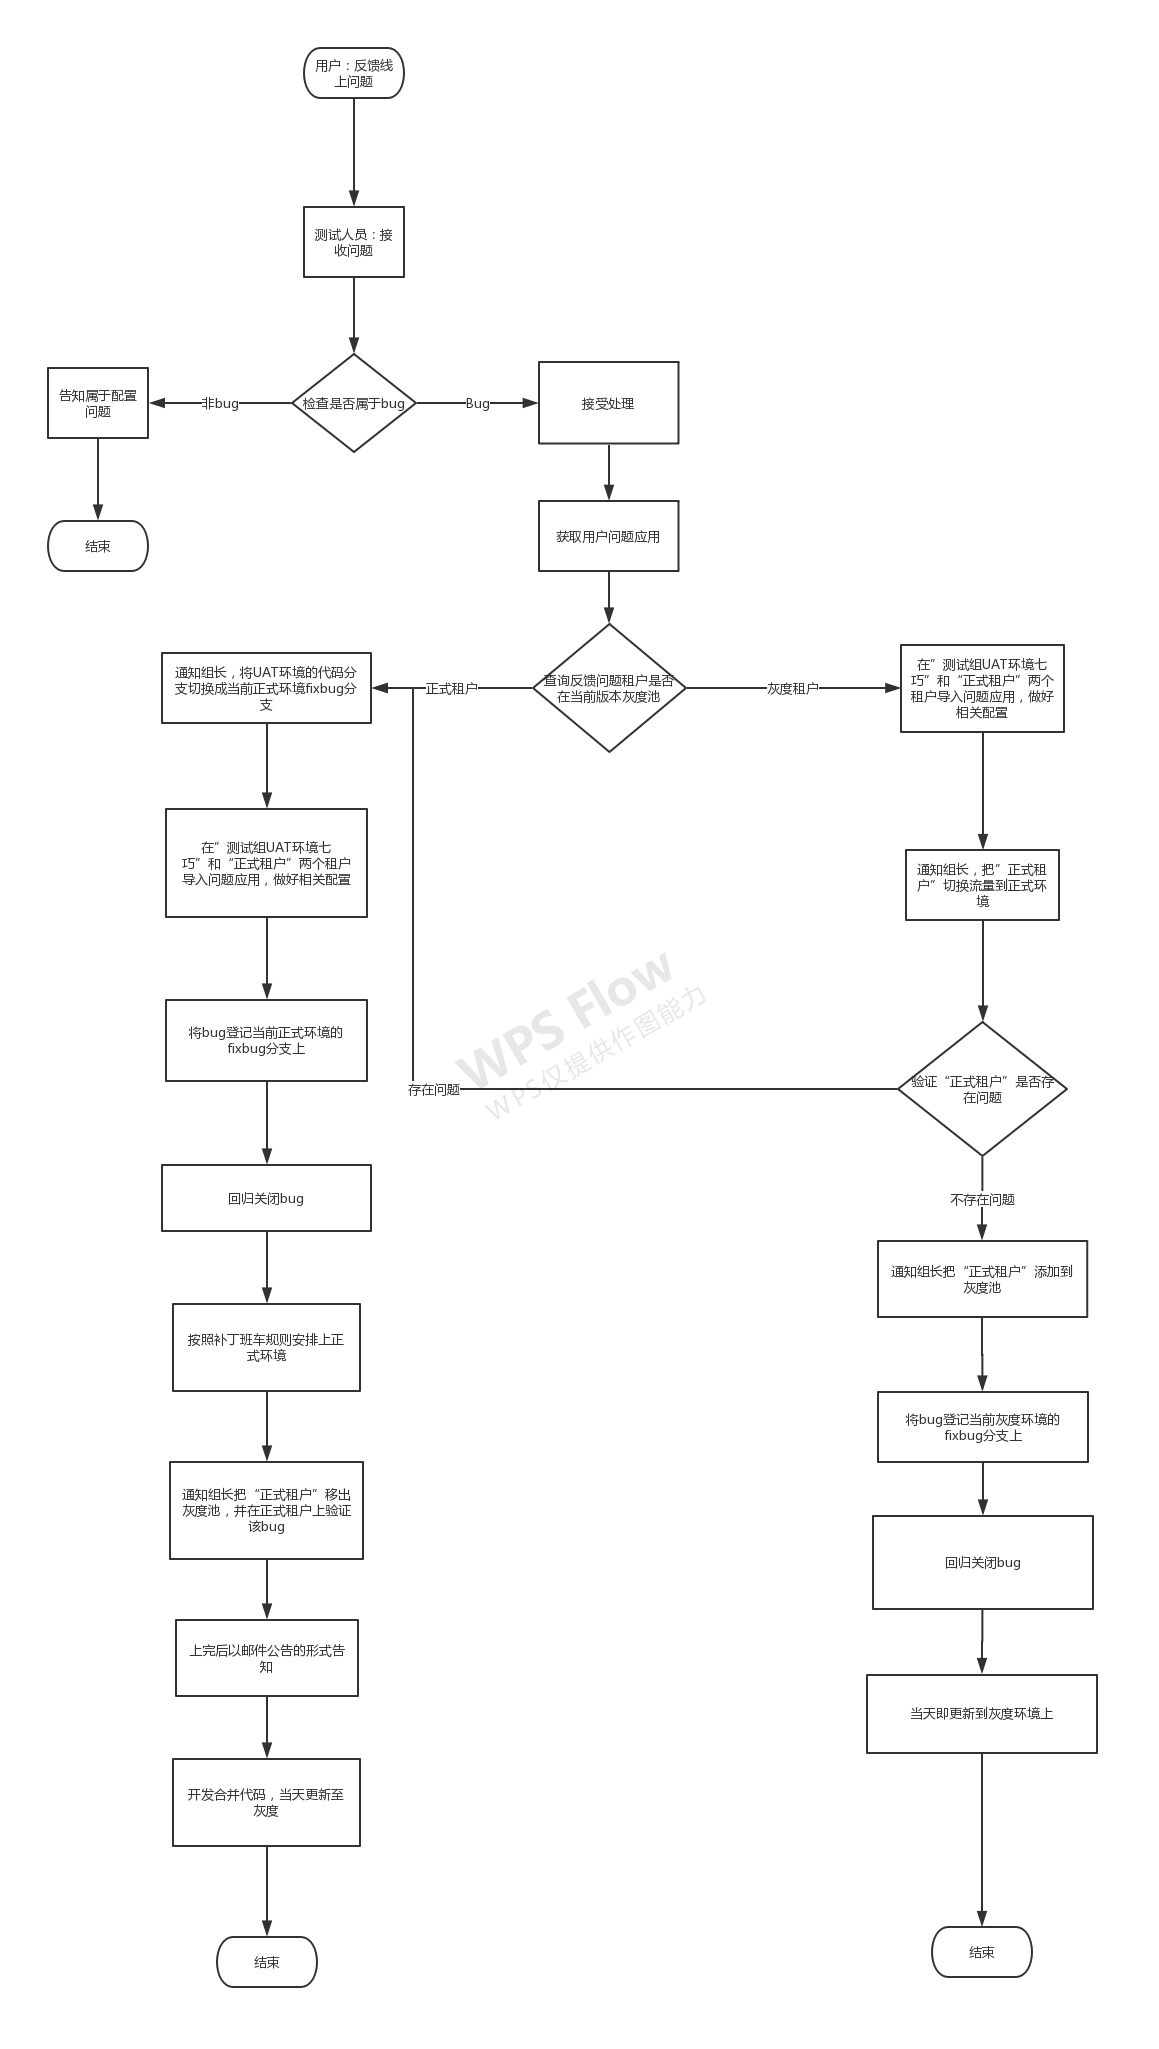 用户：反馈线
上问题
测试人员：接
收问题
告知属于配置
问题
非bug
检查是否属于bug
Bug
接受处理
结束
获取用户问题应用
通知组长，将UAT环境的代码分
支切换成当前正式环境fixbug分
支
正式租户
查询反馈问题租户是否
在当前版本灰度池
灰度租户
在”测试组UAT环境七
巧”和“正式租户”两个
租户导入问题应用，做好
相关配置
在”测试组UAT环境七
巧”和“正式租户”两个租户
导入问题应用，做好相关配置
通知组长，把”正式租
户”切换流量到正式环
境
将bug登记当前正式环境的
fixbug分支上
WPS Flow
WPS仅提供作图能力
存在问题
验证“正式租户”是否存
在问题
不存在问题
回归关闭bug
通知组长把“正式租户”添加到
灰度池
按照补丁班车规则安排上正
式环境
将bug登记当前灰度环境的
fixbug分支上
通知组长把“正式租户”移出
灰度池，并在正式租户上验证
该bug
回归关闭bug
上完后以邮件公告的形式告
知
当天即更新到灰度环境上
开发合并代码，当天更新至
灰度
结束
结束